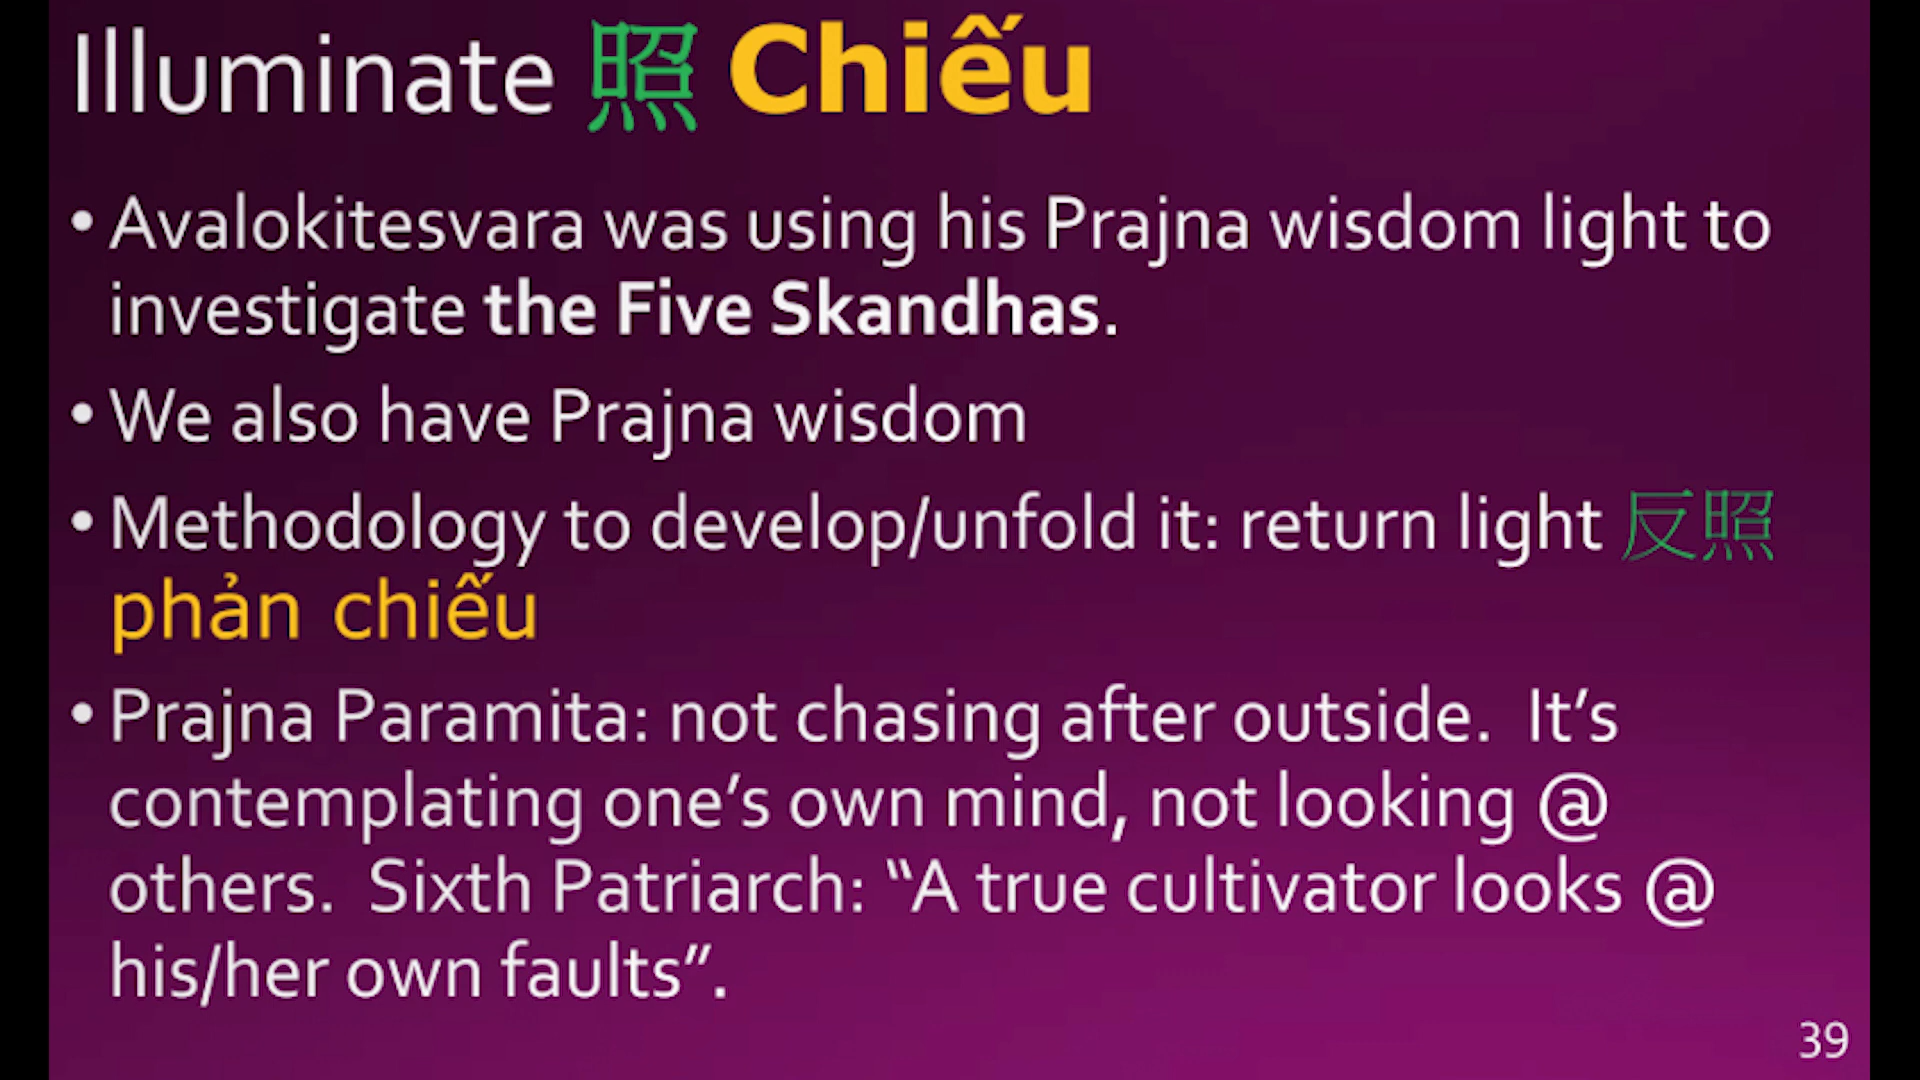 Illuminate 照 Chiếu
• Avalokitesvara was using his Prajna wisdom light to
investigate the Five Skandhas.
• We also have Prajna wisdom
• Methodology to develop/unfold it: return light 反照
phản chiếu
• Prajna Paramita: not chasing after outside.  It’s
contemplating one’s own mind, not looking @
others.  Sixth Patriarch: “A true cultivator looks @
his/her own faults”.
39